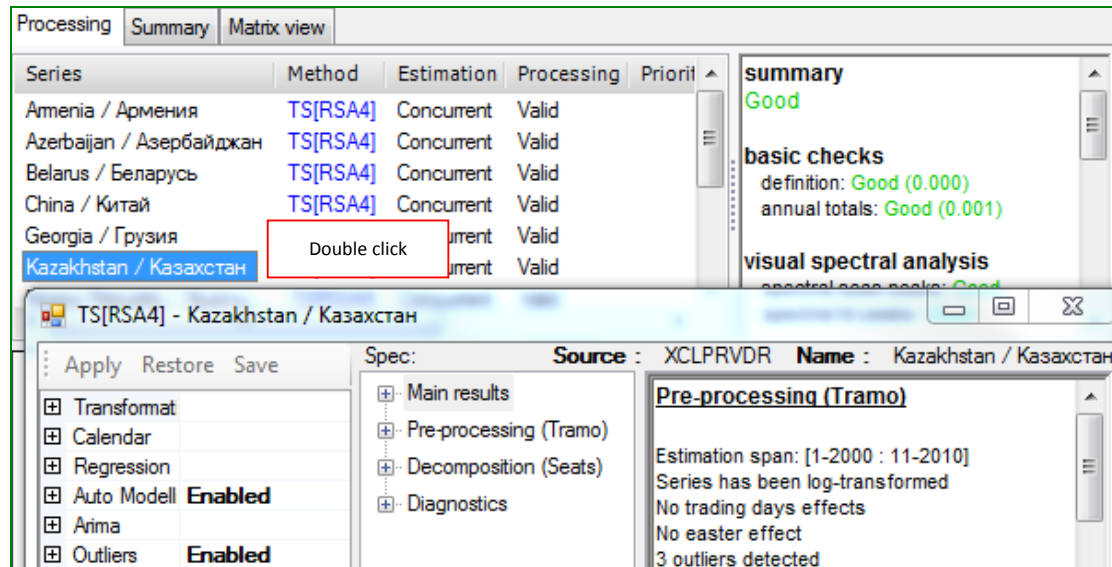 Processing Summary Matrix view
Series Method Estimation Processing
Armenia / Армения TS[RSA4] Concurrent Valid
Azerbaijan / Азербайджан TS[RSA4] Concurrent Valid
Belarus / Беларусь TS[RSA4] Concurrent Valid
China / Китай TS[RSA4] Concurrent Valid
Georgia / Грузия Valid
Kazakhstan / Казахстан Valid
Double click
summary
Good
basic checks
definition: Good (0.000)
annual totals: Good (0.001)
visual spectral analysis
TS[RSA4] - Kazakhstan / Казахстан
Apply Restore Save
Transformat
Calendar
Regression
Auto Modell Enabled
Arima
Outliers Enabled
Spec: Source : XCLPRVDR Name : Kazakhstan / Казахстан
Main results
Pre-processing (Tramo)
Decomposition (Seats)
Diagnostics
Pre-processing (Tramo)
Estimation span: [1-2000 : 11-2010]
Series has been log-transformed
No trading days effects
No easter effect
3 outliers detected